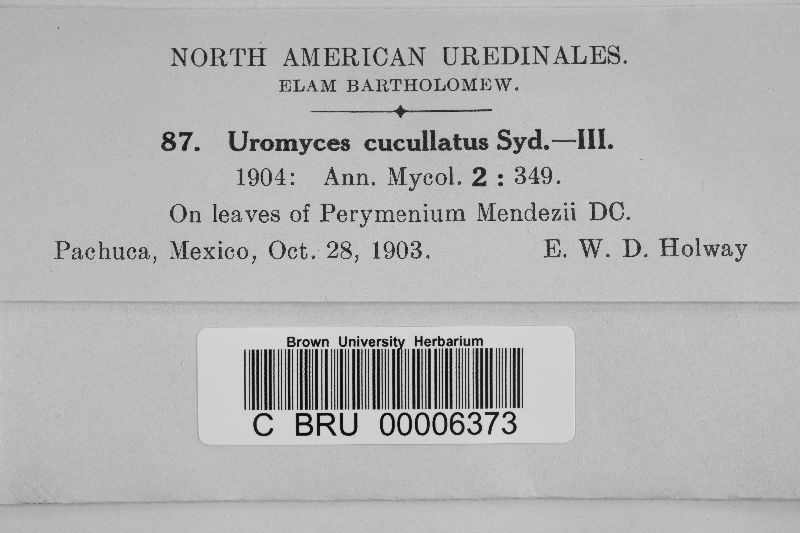 NORTH AMERICAN UREDINALES.
ELAM BARTHOLOMEW.
87. Uromyces cucullatus Syd.—III.
1904: Ann. Mycol. 2 : 349.
On leaves of Perymenium Mendezii DC.
Pachuca, Mexico, Oct. 28, 1903. E. W. D. Holway
Brown University Herbarium
C BRU 00006373